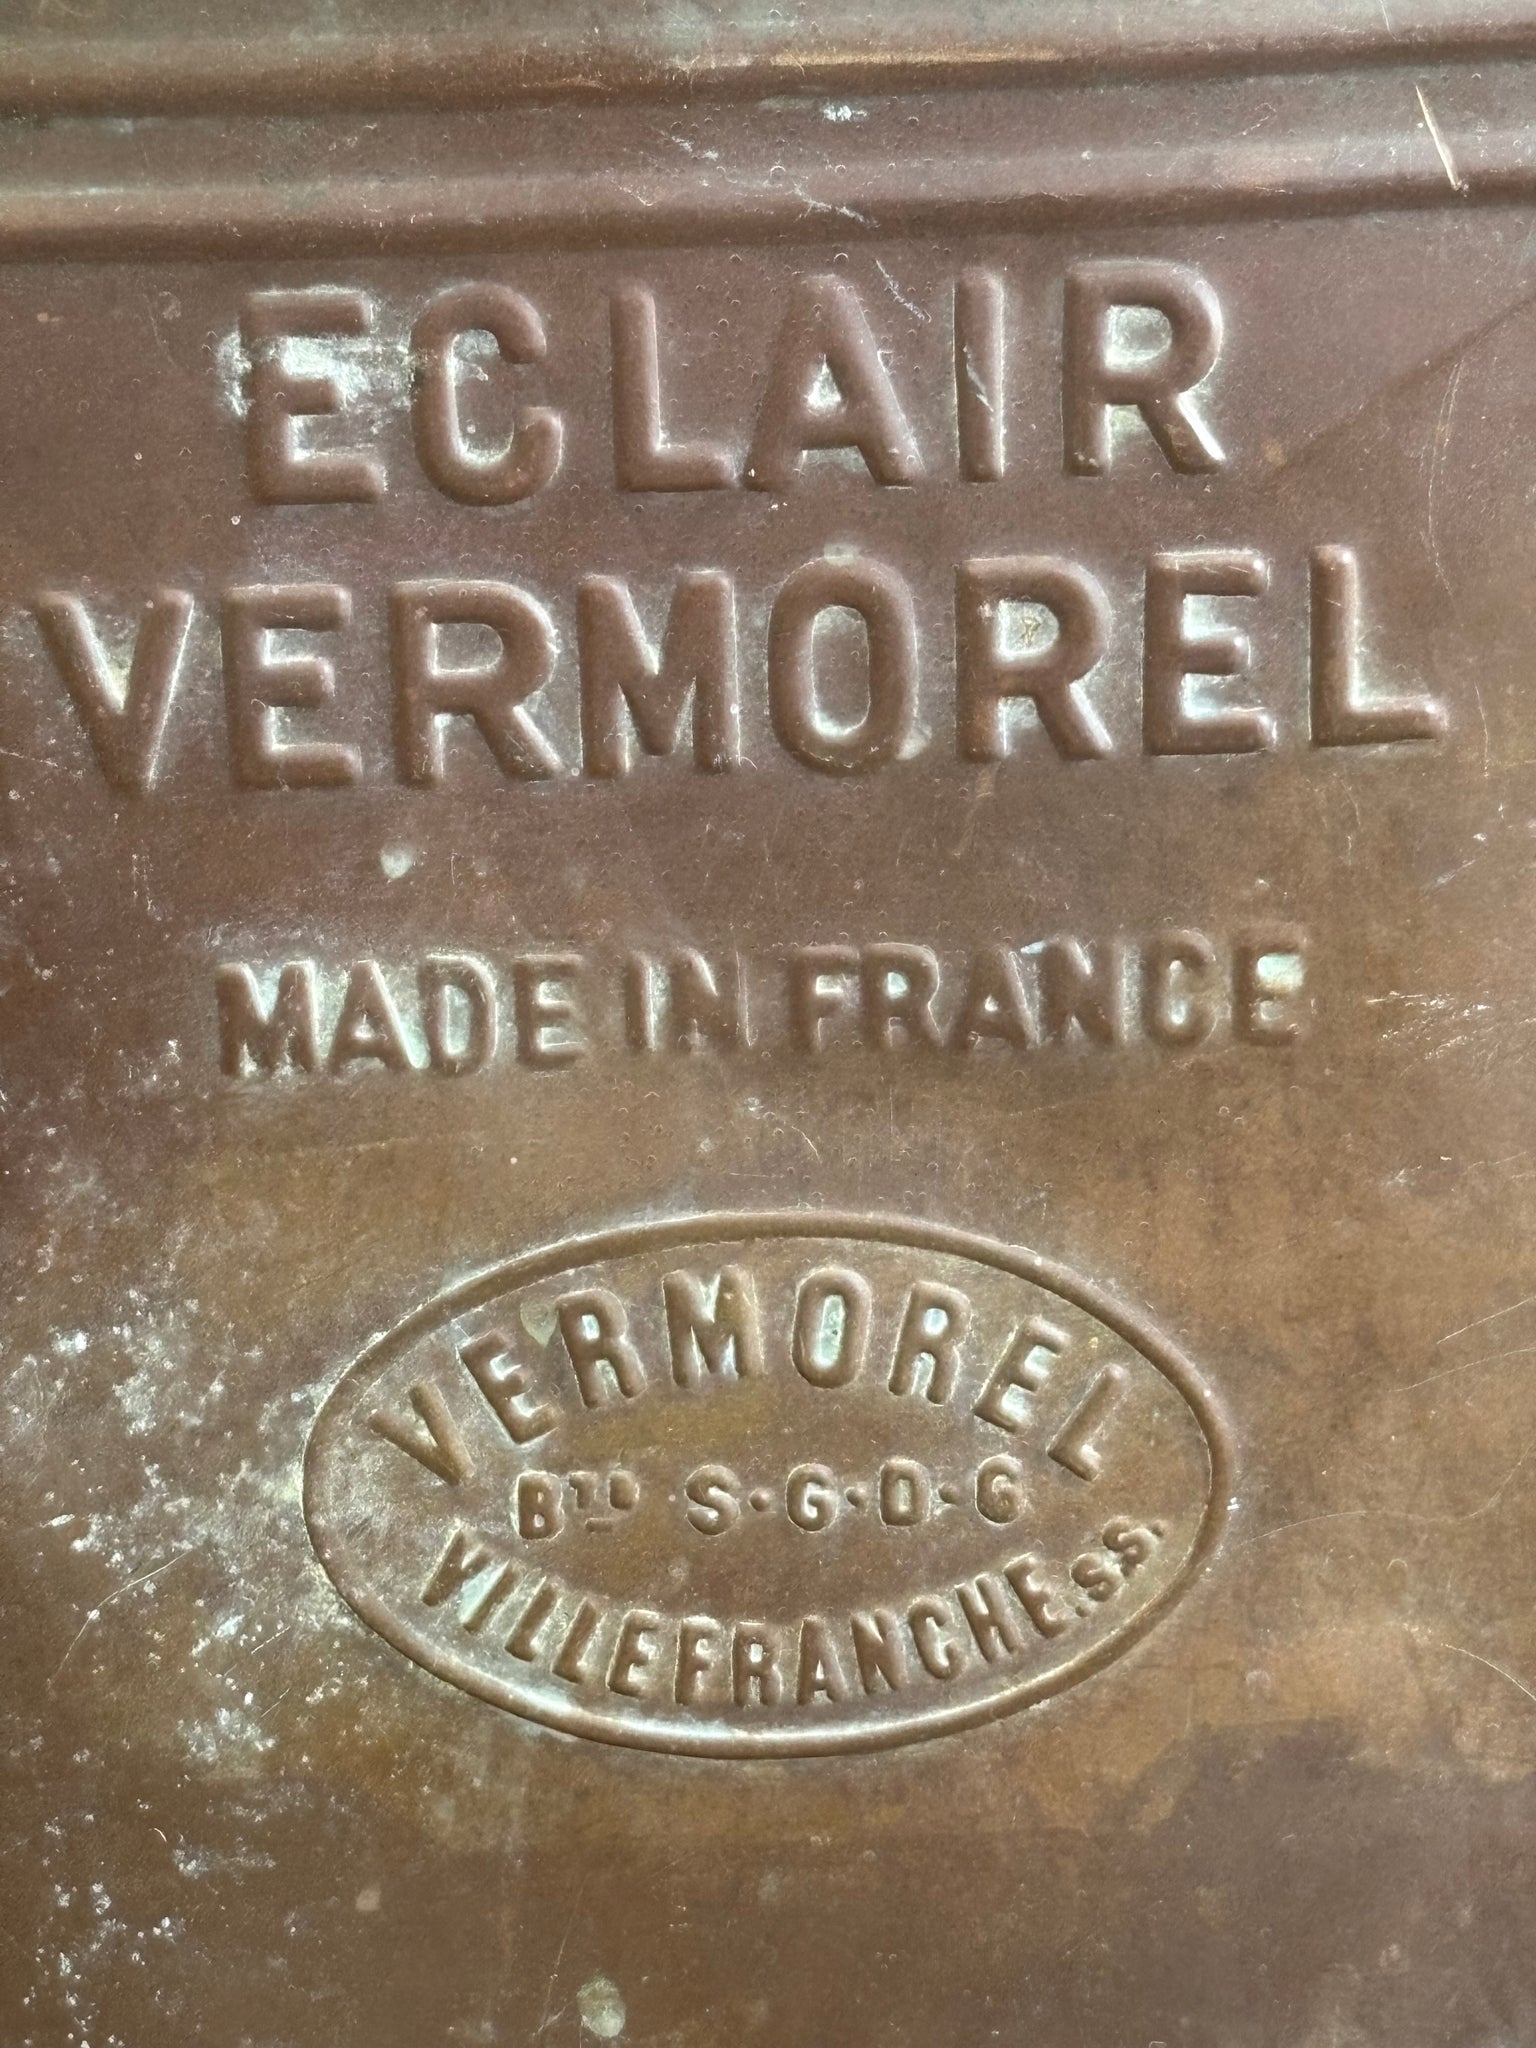 ECLAIR
VERMOREL
MADE IN FRANCE
VERMOREL
BTD S·G·D·G
VILLEFRANCHE.S.S.